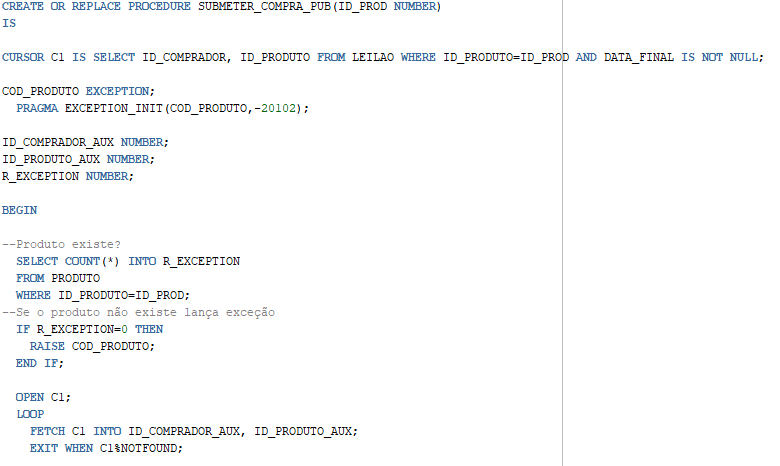 CREATE OR REPLACE PROCEDURE SUBMETER_COMPRA_PUB(ID_PROD NUMBER)
IS
CURSOR C1 IS SELECT ID_COMPRADOR, ID_PRODUTO FROM LEILAO WHERE ID_PRODUTO=ID_PROD AND DATA_FINAL IS NOT NULL;
COD_PRODUTO EXCEPTION;
PRAGMA EXCEPTION_INIT(COD_PRODUTO,-20102);
ID_COMPRADOR_AUX NUMBER;
ID_PRODUTO_AUX NUMBER;
R_EXCEPTION NUMBER;
BEGIN
--Produto existe?
SELECT COUNT(*) INTO R_EXCEPTION
FROM PRODUTO
WHERE ID_PRODUTO=ID_PROD;
--Se o produto não existe lança exceção
IF R_EXCEPTION=0 THEN
RAISE COD_PRODUTO;
END IF;
OPEN C1;
LOOP
FETCH C1 INTO ID_COMPRADOR_AUX, ID_PRODUTO_AUX;
EXIT WHEN C1%NOTFOUND;